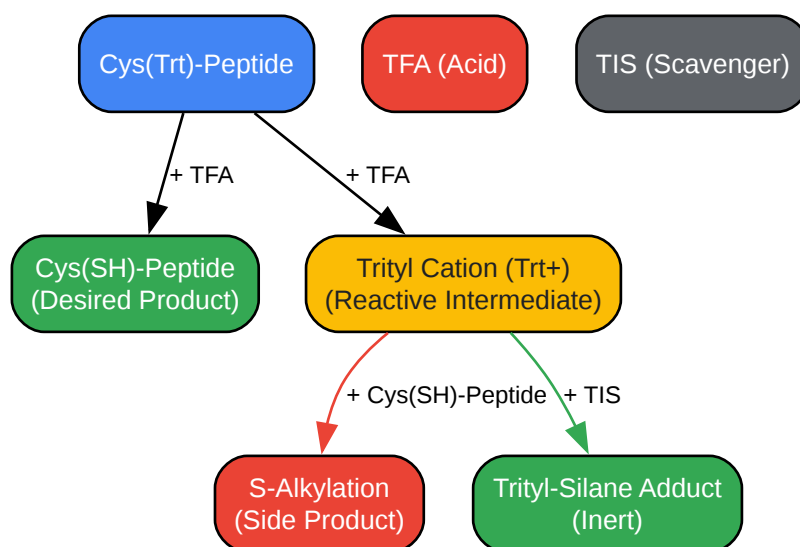 Cys(Trt)-Peptide
TFA (Acid)
TIS (Scavenger)
+ TFA
+ TFA
Cys(SH)-Peptide
(Desired Product)
Trityl Cation (Trt+)
(Reactive Intermediate)
+ Cys(SH)-Peptide
+ TIS
S-Alkylation
(Side Product)
Trityl-Silane Adduct
(Inert)